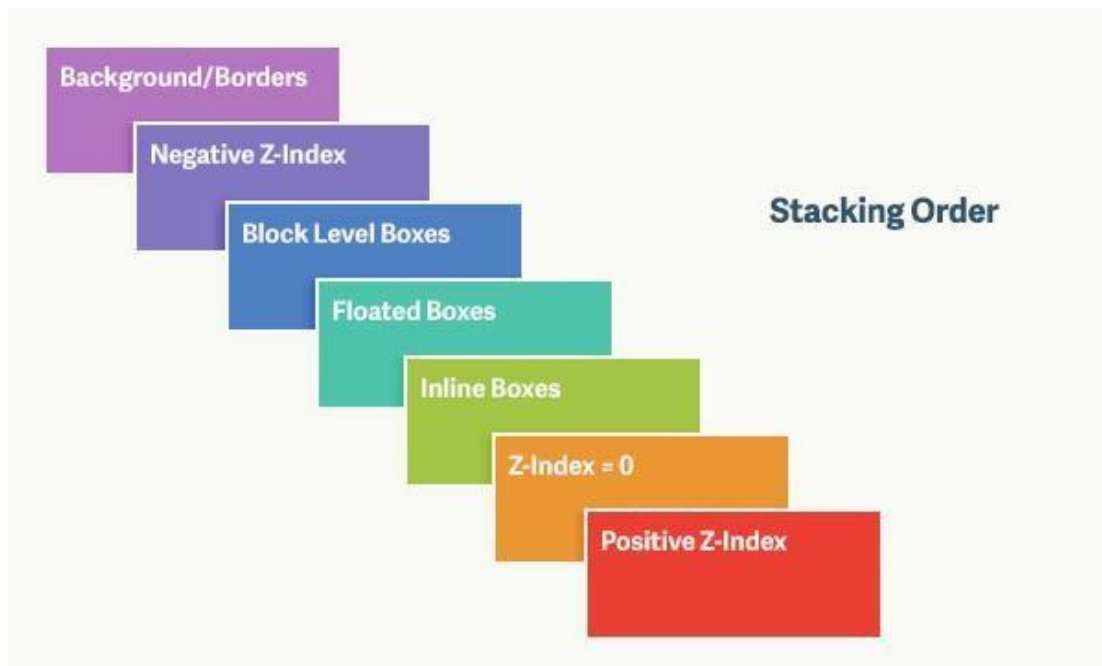 Background/Borders
Negative Z-Index
Stacking Order
Block Level Boxes
Floated Boxes
Inline Boxes
Z-Index = 0
Positive Z-Index